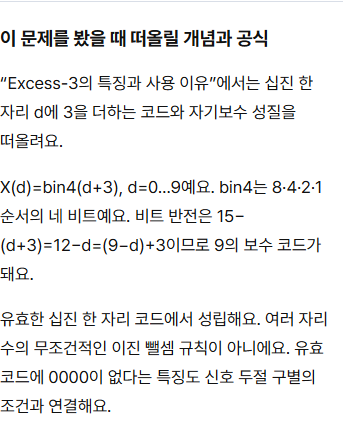 이 문제를 봤을 때 떠올릴 개념과 공식
“Excess-3의 특징과 사용 이유”에서는 십진 한
자리 d에 3을 더하는 코드와 자기보수 성질을
떠올려요.
X(d)=bin4(d+3), d=0…9예요. bin4는 8·4·2·1
순서의 네 비트예요. 비트 반전은 15−
(d+3)=12−d=(9−d)+3이므로 9의 보수 코드가
돼요.
유효한 십진 한 자리 코드에서 성립해요. 여러 자리
수의 무조건적인 이진 뺄셈 규칙이 아니에요. 유효
코드에 0000이 없다는 특징도 신호 두절 구별의
조건과 연결해요.